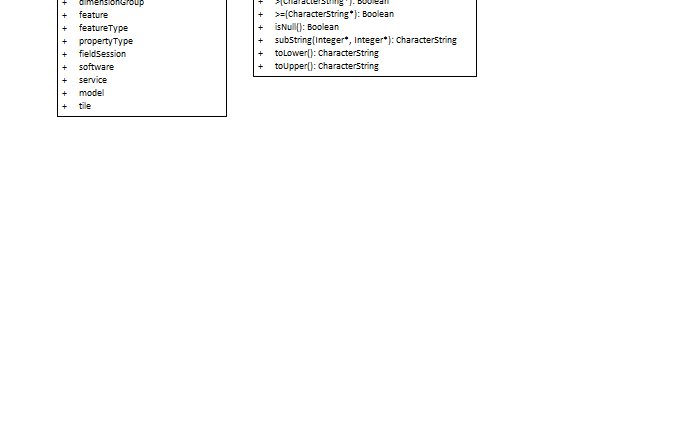 + dimensionGroup
+ feature
+ featureType
+ propertyType
+ fieldSession
+ software
+ service
+ model
+ tile
+ >(CharacterString*): Boolean
+ >=(CharacterString*): Boolean
+ isNull(): Boolean
+ subString(Integer*, Integer*): CharacterString
+ toLower(): CharacterString
+ toUpper(): CharacterString